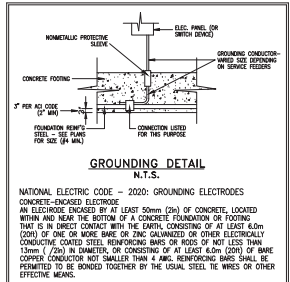 ELEC. PANEL (OR
SWITCH DEVICE)
NONMETALLIC PROTECTIVE
SLEEVE
GROUNDING CONDUCTOR-
VARIED SIZE DEPENDING
ON SERVICE FEEDERS
CONCRETE FOOTING
3" PER ACI CODE
(2" MIN)
FOUNDATION REINF'G
STEEL - SEE PLANS
FOR SIZE (#4 MIN.)
CONNECTION LISTED
FOR THIS PURPOSE
GROUNDING DETAIL
N.T.S.
NATIONAL ELECTRIC CODE - 2020: GROUNDING ELECTRODES
CONCRETE-ENCASED ELECTRODE
AN ELECTRODE ENCASED BY AT LEAST 50mm (2in) OF CONCRETE, LOCATED
WITHIN AND NEAR THE BOTTOM OF A CONCRETE FOUNDATION OR FOOTING
THAT IS IN DIRECT CONTACT WITH THE EARTH, CONSISTING OF AT LEAST 6.0m
(20ft) OF ONE OR MORE BARE OR ZINC GALVANIZED OR OTHER ELECTRICALLY
CONDUCTIVE COATED STEEL REINFORCING BARS OR RODS OF NOT LESS THAN
13mm ( /2in) IN DIAMETER, OR CONSISTING OF AT LEAST 6.0m (20ft) OF BARE
COPPER CONDUCTOR NOT SMALLER THAN 4 AWG. REINFORCING BARS SHALL BE
PERMITTED TO BE BONDED TOGETHER BY THE USUAL STEEL TIE WIRES OR OTHER
EFFECTIVE MEANS.